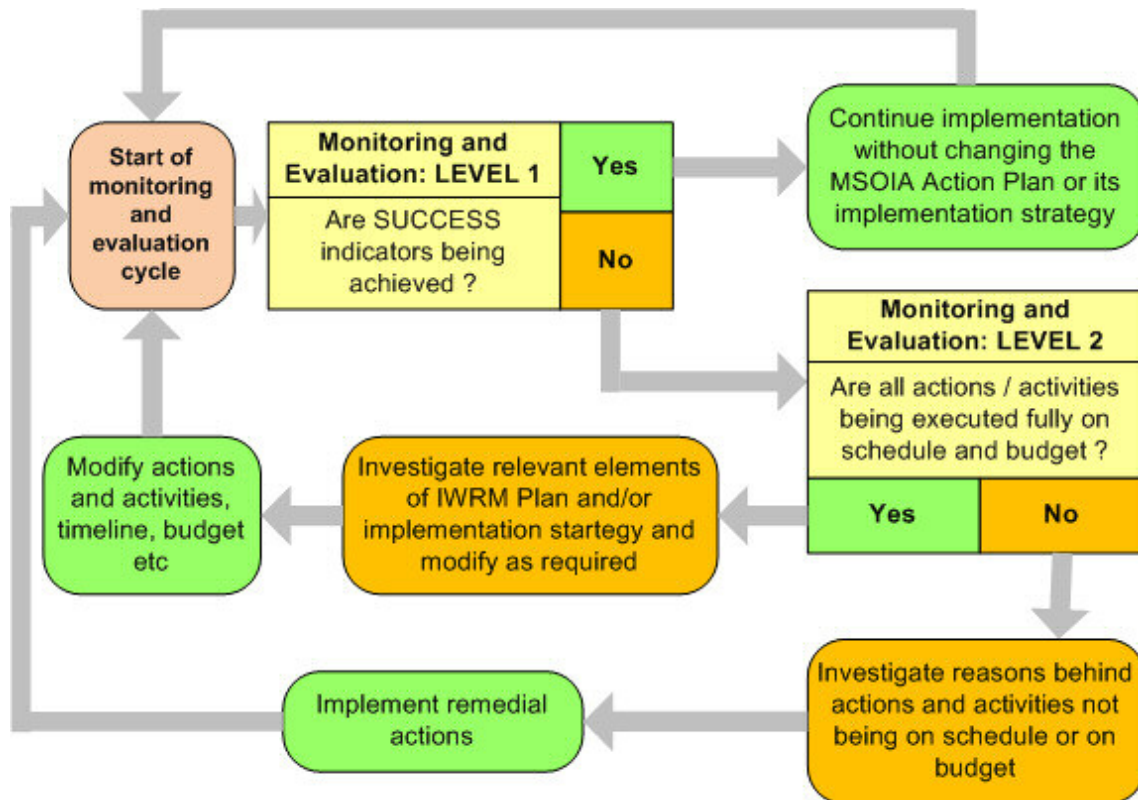 Start of
monitoring
and
evaluation
cycle
Monitoring and
Evaluation: LEVEL 1
Are SUCCESS
indicators being
achieved ?
Yes
No
Continue implementation
without changing the
MSOIA Action Plan or its
implementation strategy
Monitoring and
Evaluation: LEVEL 2
Are all actions / activities
being executed fully on
schedule and budget ?
Yes
No
Investigate relevant elements
of IWRM Plan and/or
implementation startegy and
modify as required
Modify actions
and activities,
timeline, budget
etc
Investigate reasons behind
actions and activities not
being on schedule or on
budget
Implement remedial
actions